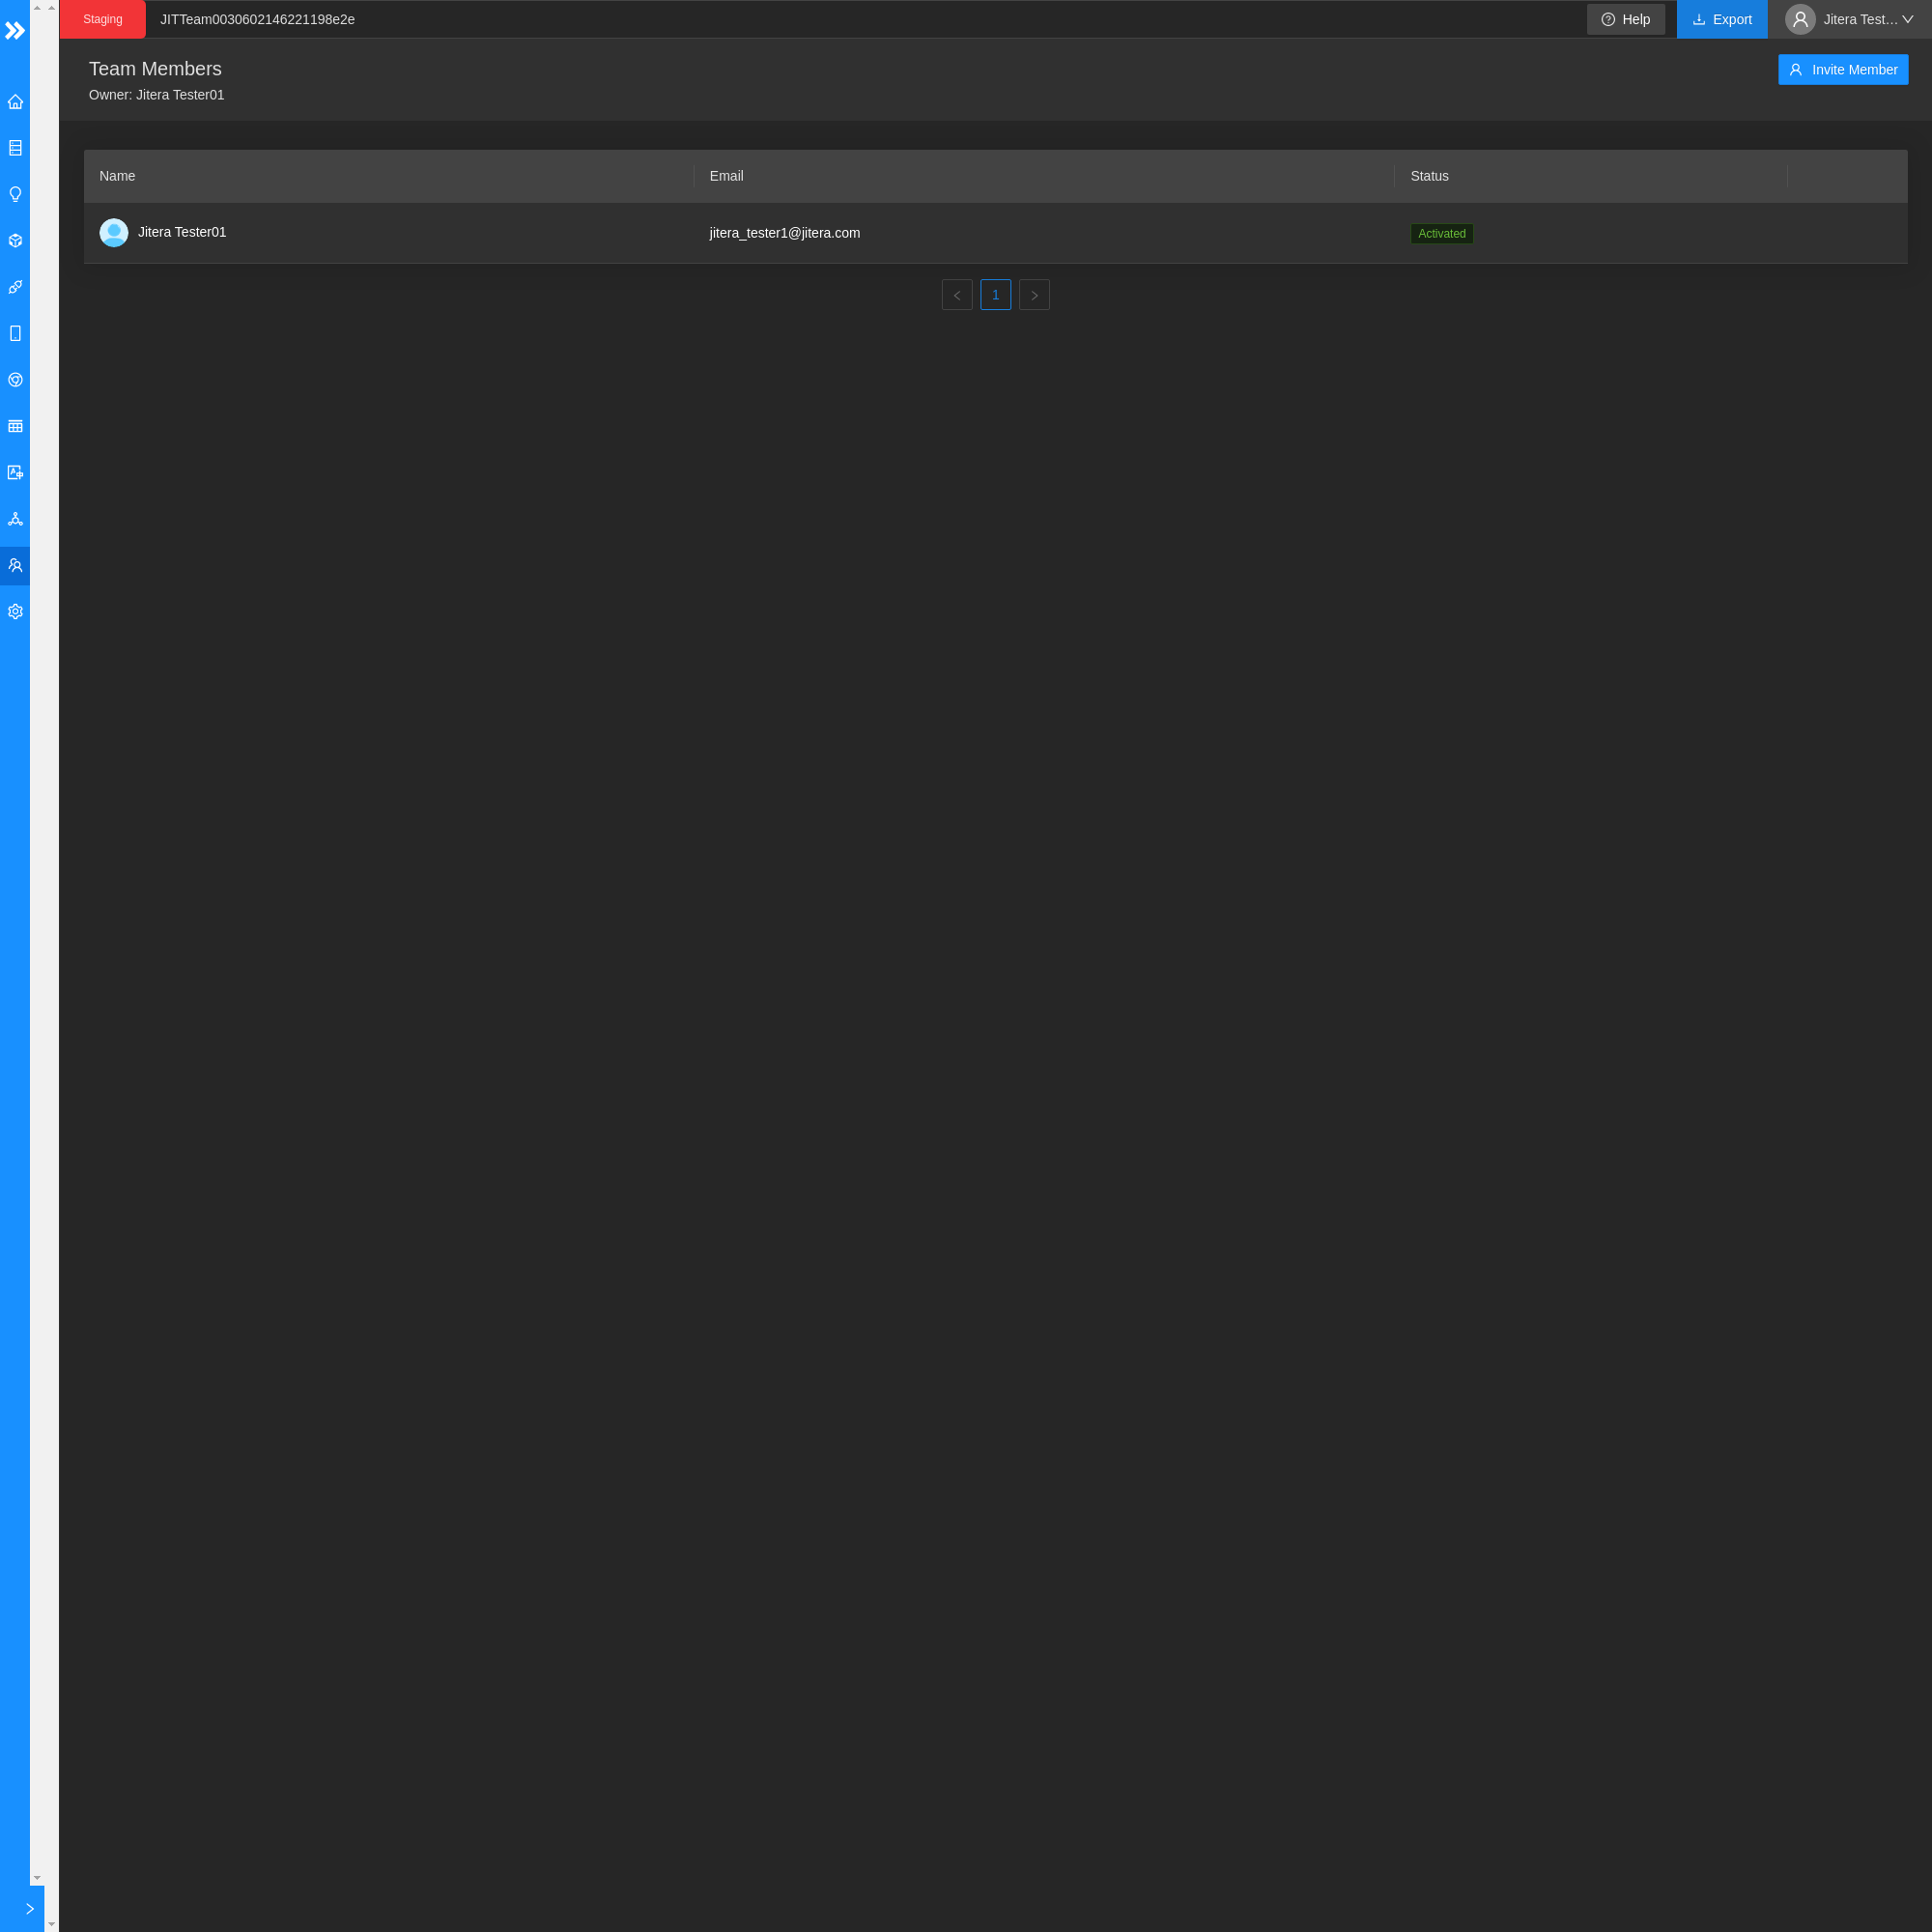 Staging
JITTeam0030602146221198e2e
Help
Export
Jitera Test...
Team Members
Invite Member
Owner: Jitera Tester01
Name
Email
Status
Jitera Tester01
jitera_tester1@jitera.com
Activated
1